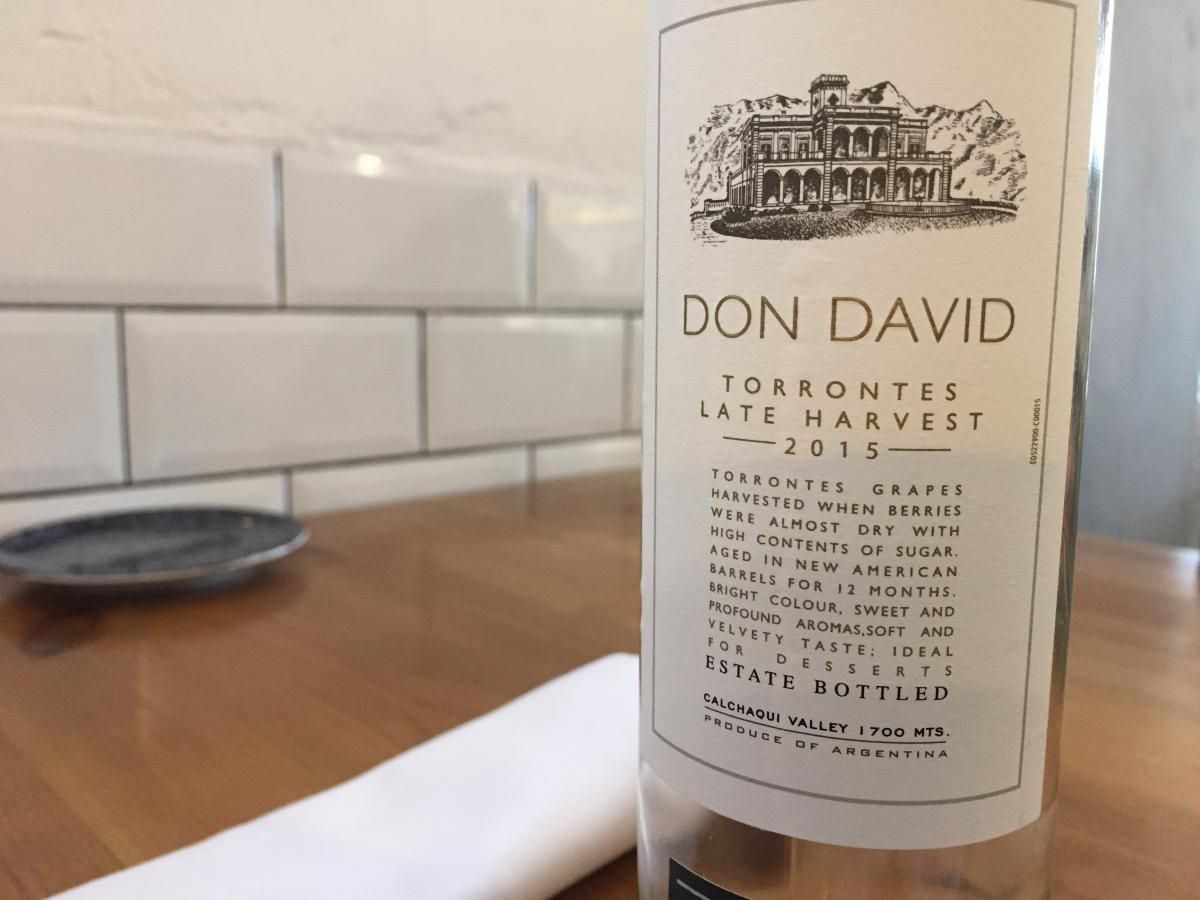 DON DAVID
TORRONTES
LATE HARVEST
2015
TORRONTES GRAPES
HARVESTED WHEN BERRIES
WERE ALMOST DRY WITH
HIGH CONTENTS OF SUGAR.
AGED IN NEW AMERICAN
BARRELS FOR 12 MONTHS.
BRIGHT COLOUR, SWEET AND
PROFOUND AROMAS,SOFT AND
VELVETY TASTE; IDEAL
FOR DESSERTS
ESTATE BOTTLED
CALCHAQUI VALLEY 1700 MTS.
PRODUCE OF ARGENTINA